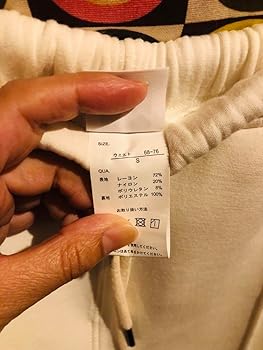 SIZE.
ウエスト 68-76
S
QUA.
表地 レーヨン 72%
ナイロン 20%
ポリウレタン 8%
裏地 ポリエステル 100%
お取り扱い方法